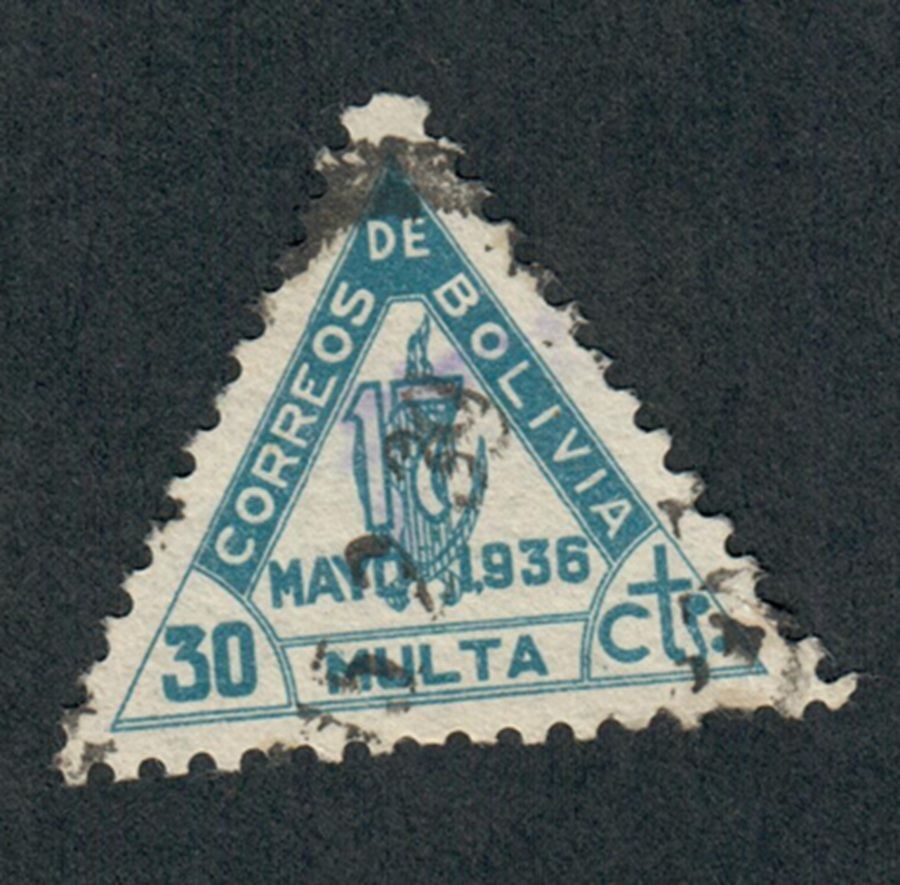 CORREOS DE BOLIVIA
17
MAYO 1936
30 cts.
MULTA